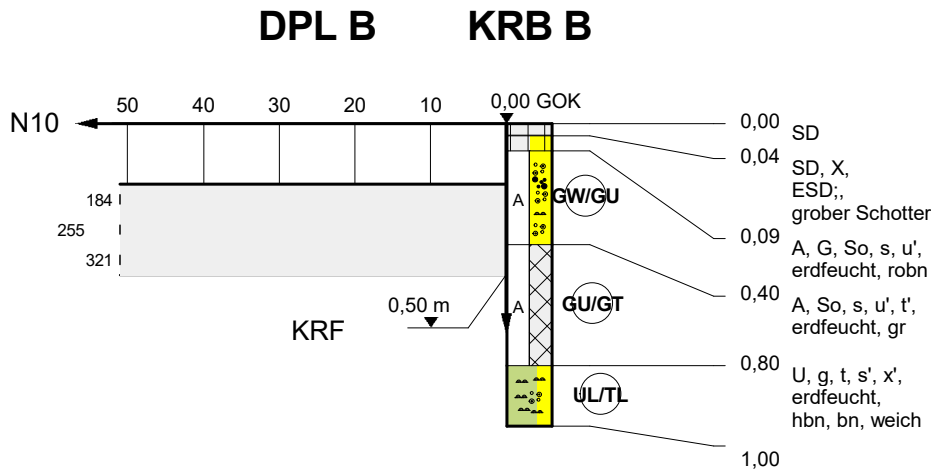 DPL B KRB B
50 40 30 20 10 0,00 GOK
N10
0,00 SD
0,04 SD, X,
ESD;,
grober Schotter
184
255
321
A
GW/GU
0,09 A, G, So, s, u',
erdfeucht, robn
0,40 A, So, s, u', t',
erdfeucht, gr
0,50 m
KRF
A
GU/GT
0,80 U, g, t, s', x',
erdfeucht,
hbn, bn, weich
UL/TL
1,00